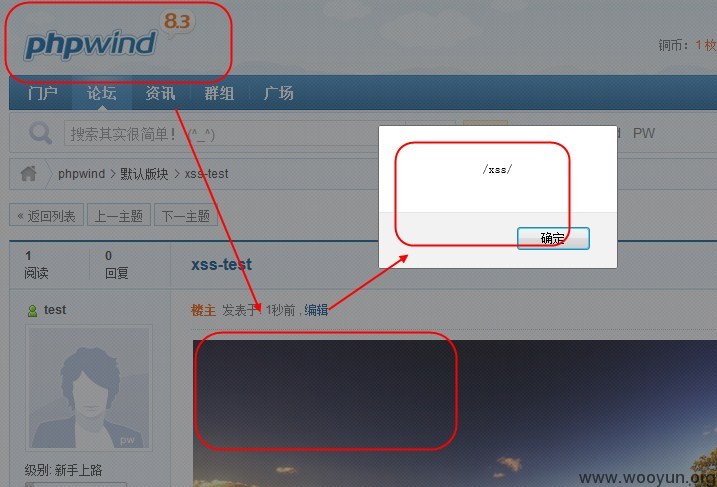 phpwind 8.3
铜币：1 枚
门户 论坛 资讯 群组 广场
搜索其实很简单！ (^_^)
PW
phpwind > 默认版块 > xss-test
« 返回列表 上一主题 下一主题
/xss/
确定
1 0
阅读 回复
xss-test
test
楼主 发表于: 1秒前 . 编辑
pw
级别: 新手上路
www.wooyun.org